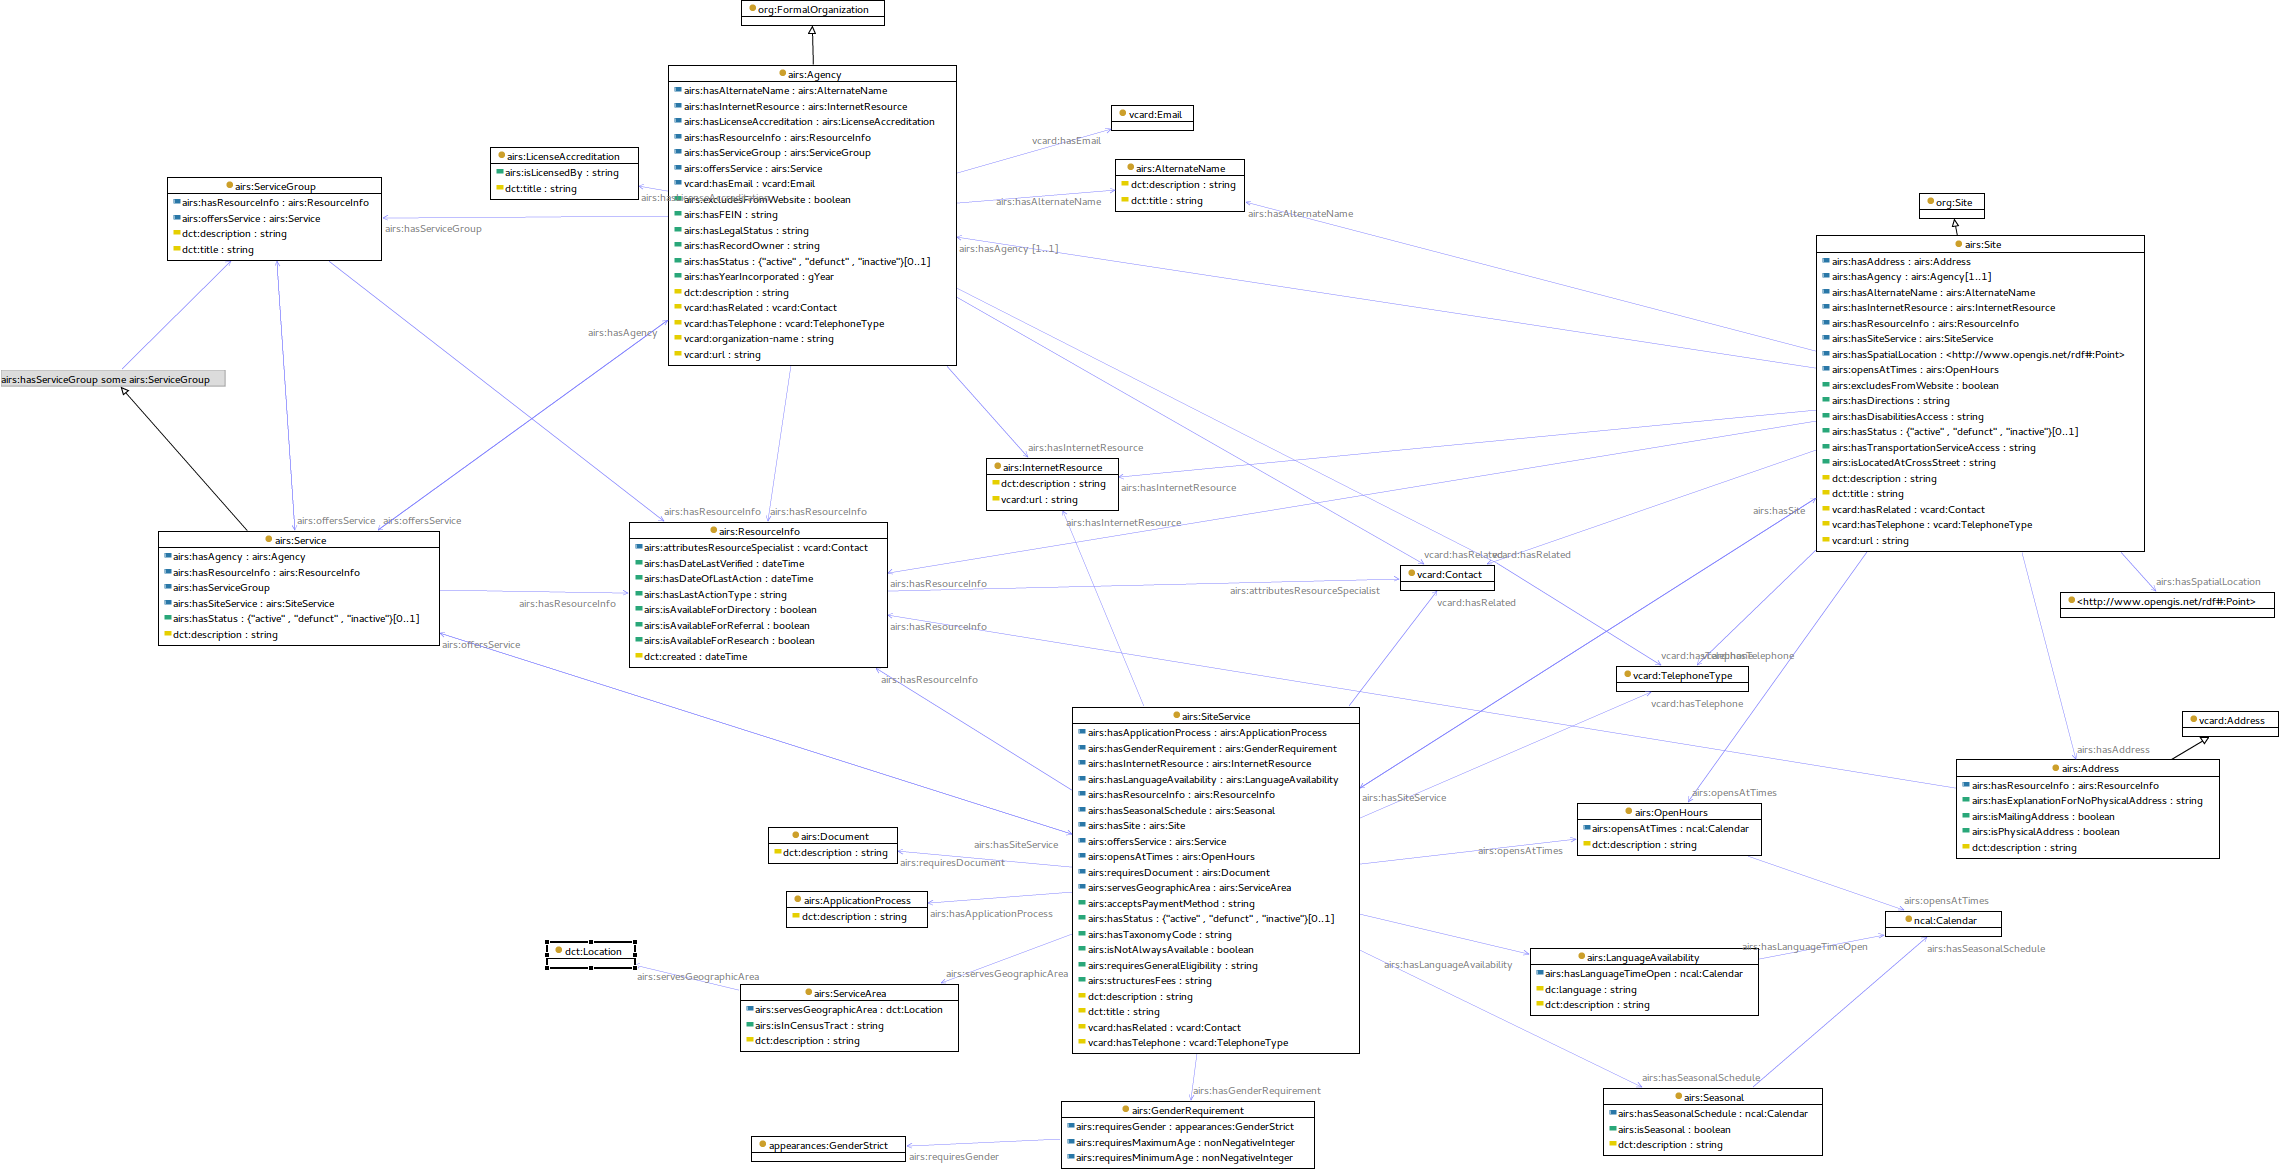 org:FormalOrganization
airs:Agency
airs:hasAlternateName : airs:AlternateName
airs:hasInternetResource : airs:InternetResource
airs:hasLicenseAccreditation : airs:LicenseAccreditation
airs:hasResourceInfo : airs:ResourceInfo
airs:hasServiceGroup : airs:ServiceGroup
airs:offersService : airs:Service
vcard:hasEmail : vcard:Email
airs:excludesFromWebsite : boolean
airs:hasFEIN : string
airs:hasLegalStatus : string
airs:hasRecordOwner : string
airs:hasStatus : {"active" , "defunct" , "inactive"}[0..1]
airs:hasYearIncorporated : gYear
dct:description : string
vcard:hasRelated : vcard:Contact
vcard:hasTelephone : vcard:TelephoneType
vcard:organization-name : string
vcard:url : string
vcard:Email
vcard:hasEmail
airs:LicenseAccreditation
airs:isLicensedBy : string
dct:title : string
airs:hasLicenseAccreditation
airs:AlternateName
dct:description : string
dct:title : string
airs:hasAlternateName
airs:hasAlternateName
airs:ServiceGroup
airs:hasResourceInfo : airs:ResourceInfo
airs:offersService : airs:Service
dct:description : string
dct:title : string
airs:hasServiceGroup
airs:hasAgency [1..1]
org:Site
airs:Site
airs:hasAddress : airs:Address
airs:hasAgency : airs:Agency[1..1]
airs:hasAlternateName : airs:AlternateName
airs:hasInternetResource : airs:InternetResource
airs:hasResourceInfo : airs:ResourceInfo
airs:hasSiteService : airs:SiteService
airs:hasSpatialLocation : <http://www.opengis.net/rdf#:Point>
airs:opensAtTimes : airs:OpenHours
airs:excludesFromWebsite : boolean
airs:hasDirections : string
airs:hasDisabilitiesAccess : string
airs:hasStatus : {"active" , "defunct" , "inactive"}[0..1]
airs:hasTransportationServiceAccess : string
airs:isLocatedAtCrossStreet : string
dct:description : string
dct:title : string
vcard:hasRelated : vcard:Contact
vcard:hasTelephone : vcard:TelephoneType
vcard:url : string
airs:hasAgency
airs:hasServiceGroup some airs:ServiceGroup
airs:hasInternetResource
airs:InternetResource
dct:description : string
vcard:url : string
airs:hasInternetResource
airs:hasInternetResource
airs:hasSite
airs:offersService
airs:offersService
airs:hasResourceInfo
airs:hasResourceInfo
airs:Service
airs:hasAgency : airs:Agency
airs:hasResourceInfo : airs:ResourceInfo
airs:hasServiceGroup
airs:hasSiteService : airs:SiteService
airs:hasStatus : {"active" , "defunct" , "inactive"}[0..1]
dct:description : string
airs:hasResourceInfo
airs:offersService
airs:ResourceInfo
airs:attributesResourceSpecialist : vcard:Contact
airs:hasDateLastVerified : dateTime
airs:hasDateOfLastAction : dateTime
airs:hasLastActionType : string
airs:isAvailableForDirectory : boolean
airs:isAvailableForReferral : boolean
airs:isAvailableForResearch : boolean
dct:created : dateTime
airs:hasResourceInfo
airs:hasResourceInfo
airs:hasResourceInfo
vcard:hasRelated
vcard:hasRelated
vcard:Contact
airs:attributesResourceSpecialist
vcard:hasRelated
airs:hasSpatialLocation
<http://www.opengis.net/rdf#:Point>
vcard:hasTelephone
vcard:hasTelephone
vcard:TelephoneType
vcard:hasTelephone
airs:SiteService
airs:hasApplicationProcess : airs:ApplicationProcess
airs:hasGenderRequirement : airs:GenderRequirement
airs:hasInternetResource : airs:InternetResource
airs:hasLanguageAvailability : airs:LanguageAvailability
airs:hasResourceInfo : airs:ResourceInfo
airs:hasSeasonalSchedule : airs:Seasonal
airs:hasSite : airs:Site
airs:offersService : airs:Service
airs:opensAtTimes : airs:OpenHours
airs:requiresDocument : airs:Document
airs:servesGeographicArea : airs:ServiceArea
airs:acceptsPaymentMethod : string
airs:hasStatus : {"active" , "defunct" , "inactive"}[0..1]
airs:hasTaxonomyCode : string
airs:isNotAlwaysAvailable : boolean
airs:requiresGeneralEligibility : string
airs:structuresFees : string
dct:description : string
dct:title : string
vcard:hasRelated : vcard:Contact
vcard:hasTelephone : vcard:TelephoneType
vcard:Address
airs:hasAddress
airs:Address
airs:hasResourceInfo : airs:ResourceInfo
airs:hasExplanationForNoPhysicalAddress : string
airs:isMailingAddress : boolean
airs:isPhysicalAddress : boolean
dct:description : string
airs:hasSiteService
airs:opensAtTimes
airs:OpenHours
airs:opensAtTimes : ncal:Calendar
dct:description : string
airs:opensAtTimes
airs:Document
dct:description : string
airs:hasSiteService
airs:requiresDocument
airs:ApplicationProcess
dct:description : string
airs:hasApplicationProcess
airs:opensAtTimes
ncal:Calendar
airs:hasLanguageTimeOpen
airs:hasSeasonalSchedule
dct:Location
airs:servesGeographicArea
airs:servesGeographicArea
airs:ServiceArea
airs:servesGeographicArea : dct:Location
airs:isInCensusTract : string
dct:description : string
airs:hasLanguageAvailability
airs:LanguageAvailability
airs:hasLanguageTimeOpen : ncal:Calendar
dc:language : string
dct:description : string
airs:hasSeasonalSchedule
airs:Seasonal
airs:hasSeasonalSchedule : ncal:Calendar
airs:isSeasonal : boolean
dct:description : string
airs:hasGenderRequirement
airs:GenderRequirement
airs:requiresGender : appearances:GenderStrict
airs:requiresMaximumAge : nonNegativeInteger
airs:requiresMinimumAge : nonNegativeInteger
appearances:GenderStrict
airs:requiresGender